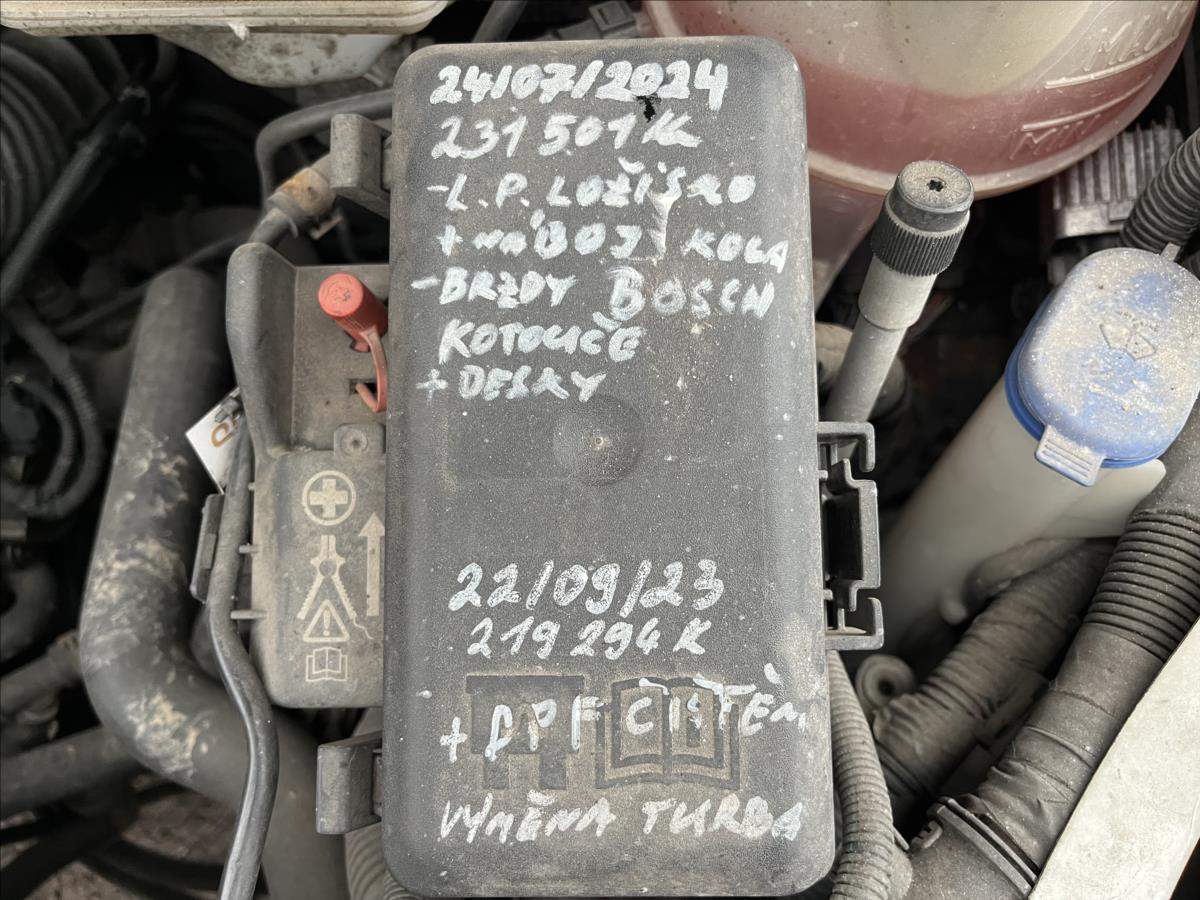 24/07/2024
231 501 K
-L.P. LOŽISKO
+ NÁBOJ KOLA
-BRZDY BOSCH
KOTOUČE
+ DESKY
22/09/23
219 294 K
+ DPF ČIŠTĚN
VÝMĚNA TURBA